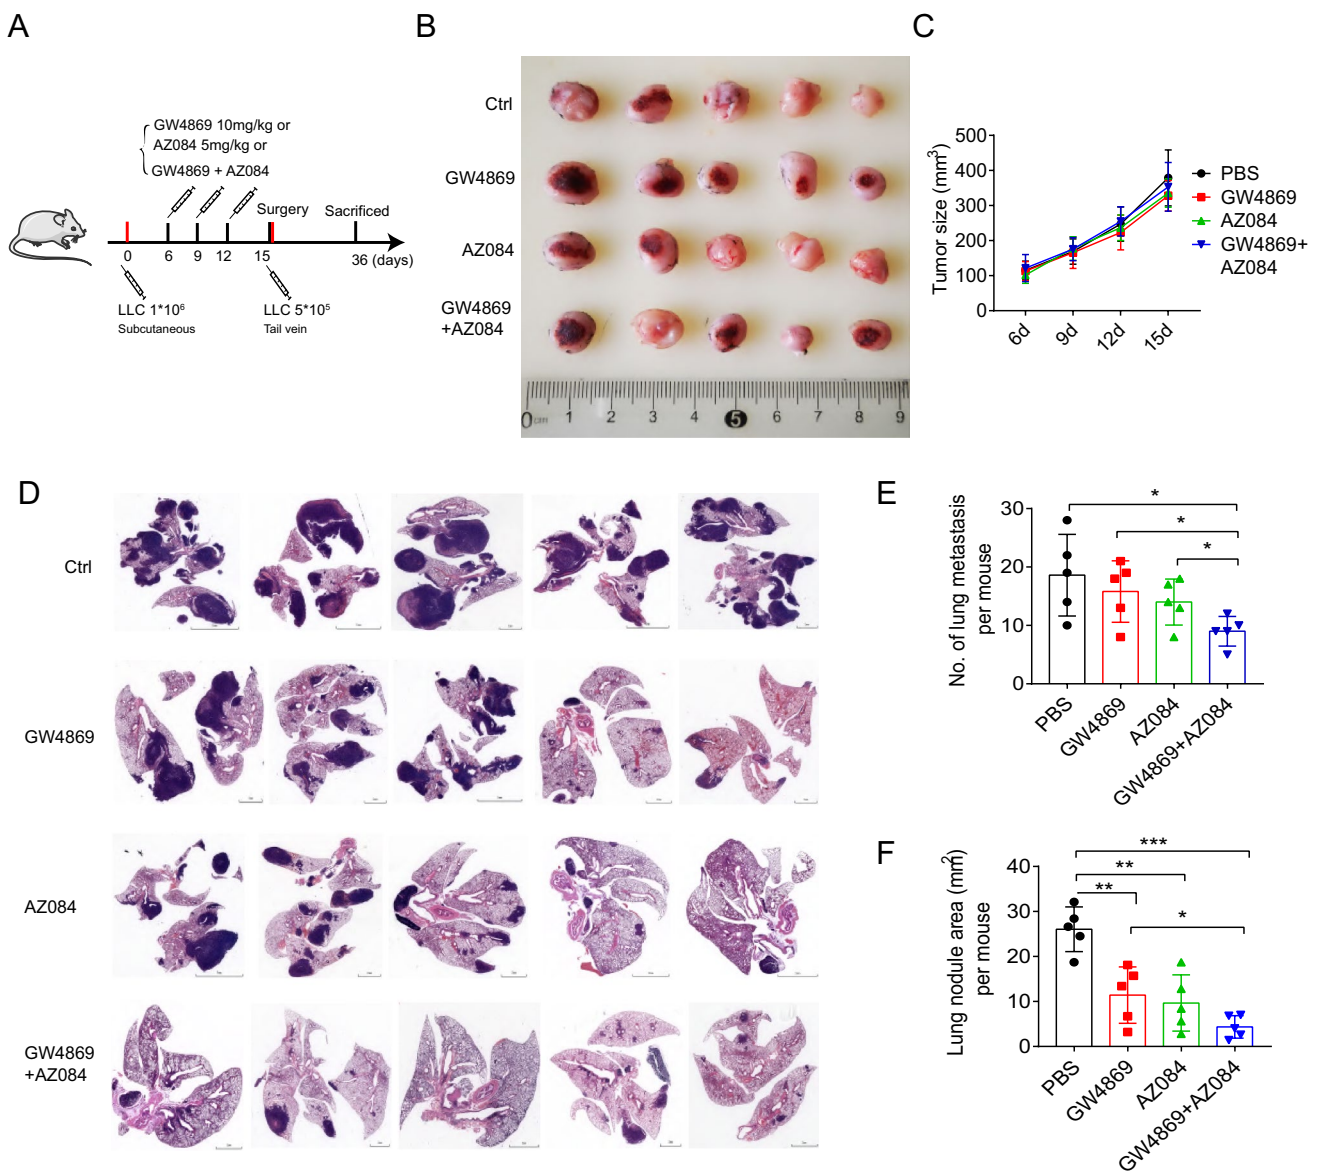 A
GW4869 10mg/kg or
AZ084 5mg/kg or
GW4869 + AZ084
Surgery
Sacrificed
0 6 9 12 15 36 (days)
LLC 1*10⁶
Subcutaneous
LLC 5*10⁵
Tail vein
B
Ctrl
GW4869
AZ084
GW4869
+AZ084
0 1 2 3 4 5 6 7 8 9
C
Tumor size (mm³)
500
400
300
200
100
0
6d 9d 12d 15d
PBS
GW4869
AZ084
GW4869+
AZ084
D
Ctrl
GW4869
AZ084
GW4869
+AZ084
E
No. of lung metastasis
per mouse
30
20
10
0
*
*
*
PBS
GW4869
AZ084
GW4869+AZ084
F
Lung nodule area (mm²)
per mouse
40
30
20
10
0
***
**
**
*
PBS
GW4869
AZ084
GW4869+AZ084